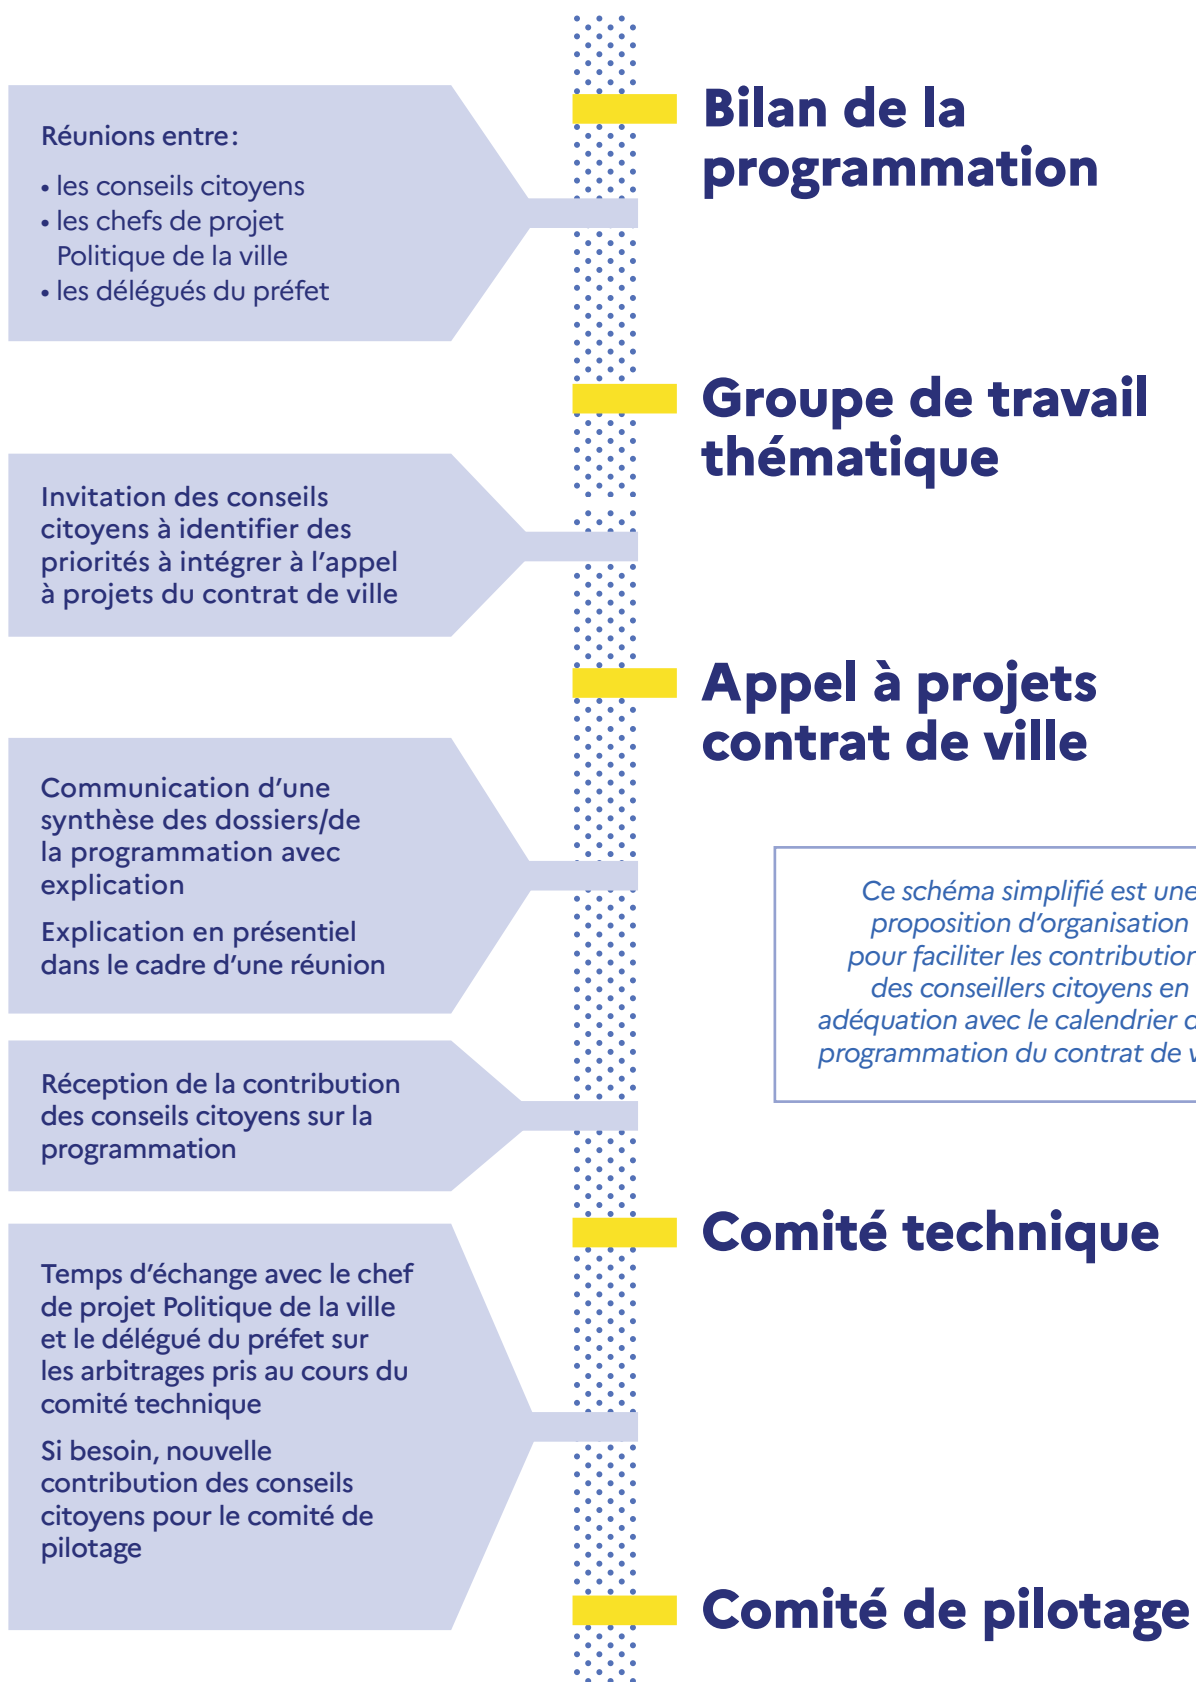 Bilan de la
programmation
Réunions entre :
• les conseils citoyens
• les chefs de projet
Politique de la ville
• les délégués du préfet
Groupe de travail
thématique
Invitation des conseils
citoyens à identifier des
priorités à intégrer à l’appel
à projets du contrat de ville
Appel à projets
contrat de ville
Communication d’une
synthèse des dossiers/de
la programmation avec
explication
Explication en présentiel
dans le cadre d’une réunion
Ce schéma simplifié est une
proposition d’organisation
pour faciliter les contribution
des conseillers citoyens en
adéquation avec le calendrier
programmation du contrat de
Réception de la contribution
des conseils citoyens sur la
programmation
Comité technique
Temps d’échange avec le chef
de projet Politique de la ville
et le délégué du préfet sur
les arbitrages pris au cours du
comité technique
Si besoin, nouvelle
contribution des conseils
citoyens pour le comité de
pilotage
Comité de pilotage